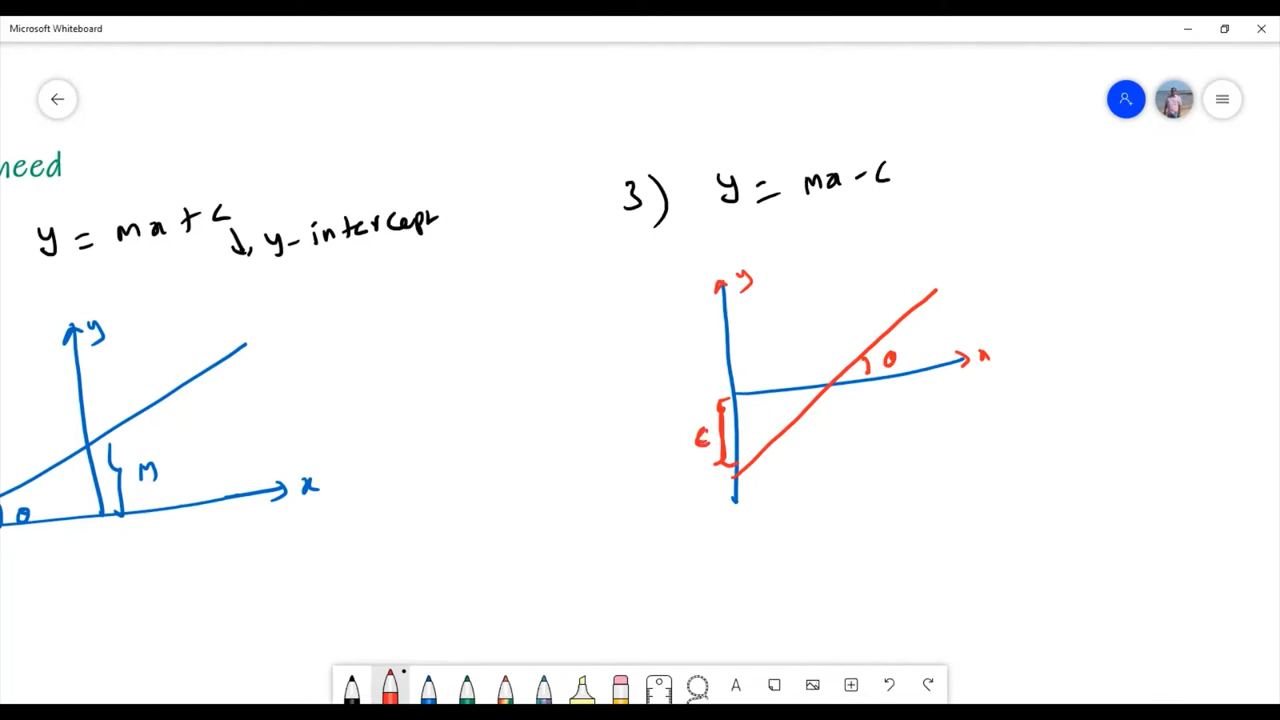 Microsoft Whiteboard
need
y = mx + c
y-intercept
y
M
x
θ
3) y = mx - c
y
θ
x
c
A